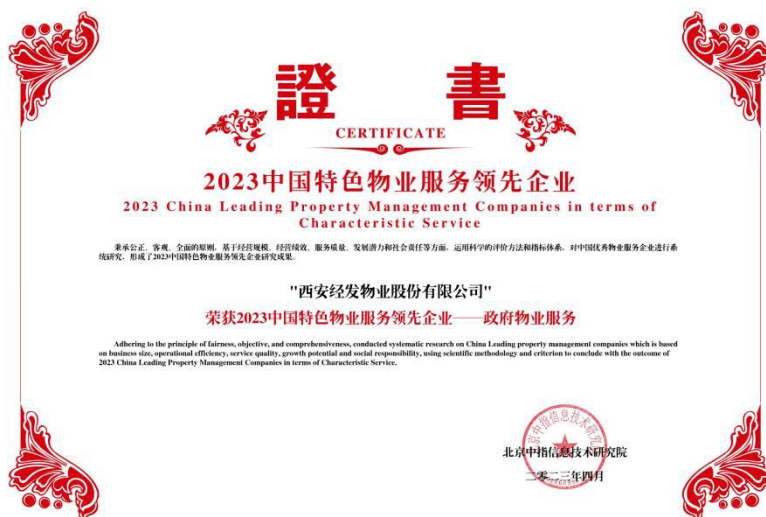 證 書
CERTIFICATE
2023中国特色物业服务领先企业
2023 China Leading Property Management Companies in terms of
Characteristic Service
秉承公正、客观、全面的原则，基于经营规模、经营绩效、服务质量、发展潜力和社会责任等方面，运用科学的评价方法和指标体系，对中国优秀物业服务企业进行系
统研究，形成了2023中国特色物业服务领先企业研究成果。
"西安经发物业股份有限公司"
荣获2023中国特色物业服务领先企业——政府物业服务
Adhering to the principle of fairness, objective, and comprehensiveness, conducted systematic research on China Leading property management companies which is based
on business size, operational efficiency, service quality, growth potential and social responsibility, using scientific methodology and criterion to conclude with the outcome of
2023 China Leading Property Management Companies in terms of Characteristic Service.
北京中指信息技术研究院
二零二三年四月